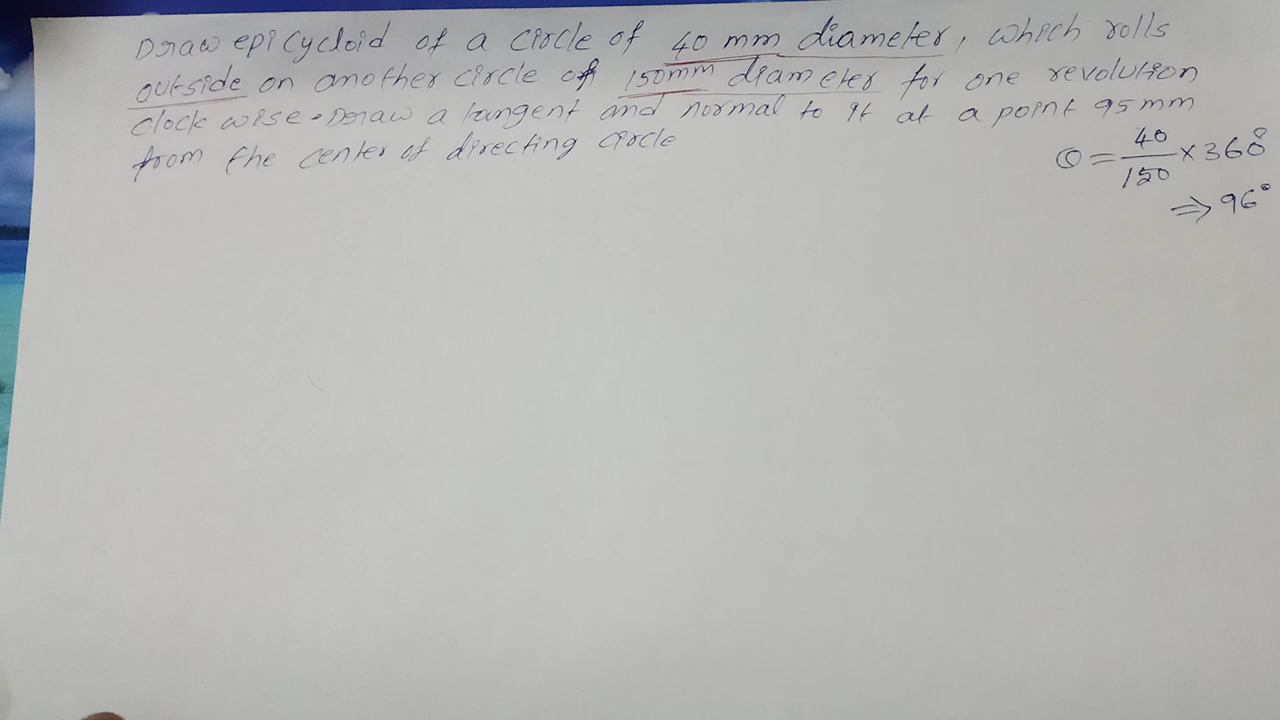 Draw epicycloid of a circle of 40 mm diameter, which rolls
outside on another circle of 150mm diameter for one revolution
clock wise. Draw a tangent and normal to it at a point 95mm
from the center of directing circle
θ = 40/150 × 360°
⇒ 96°